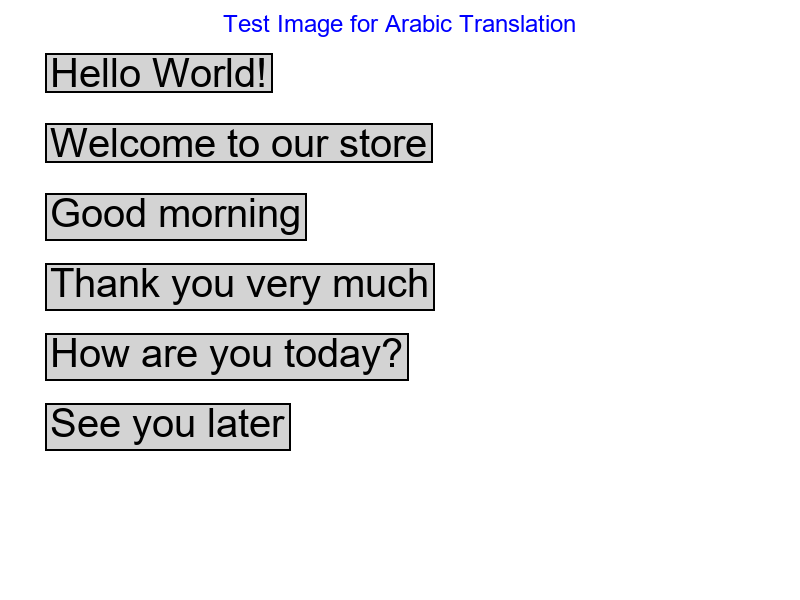 Test Image for Arabic Translation
Hello World!
Welcome to our store
Good morning
Thank you very much
How are you today?
See you later